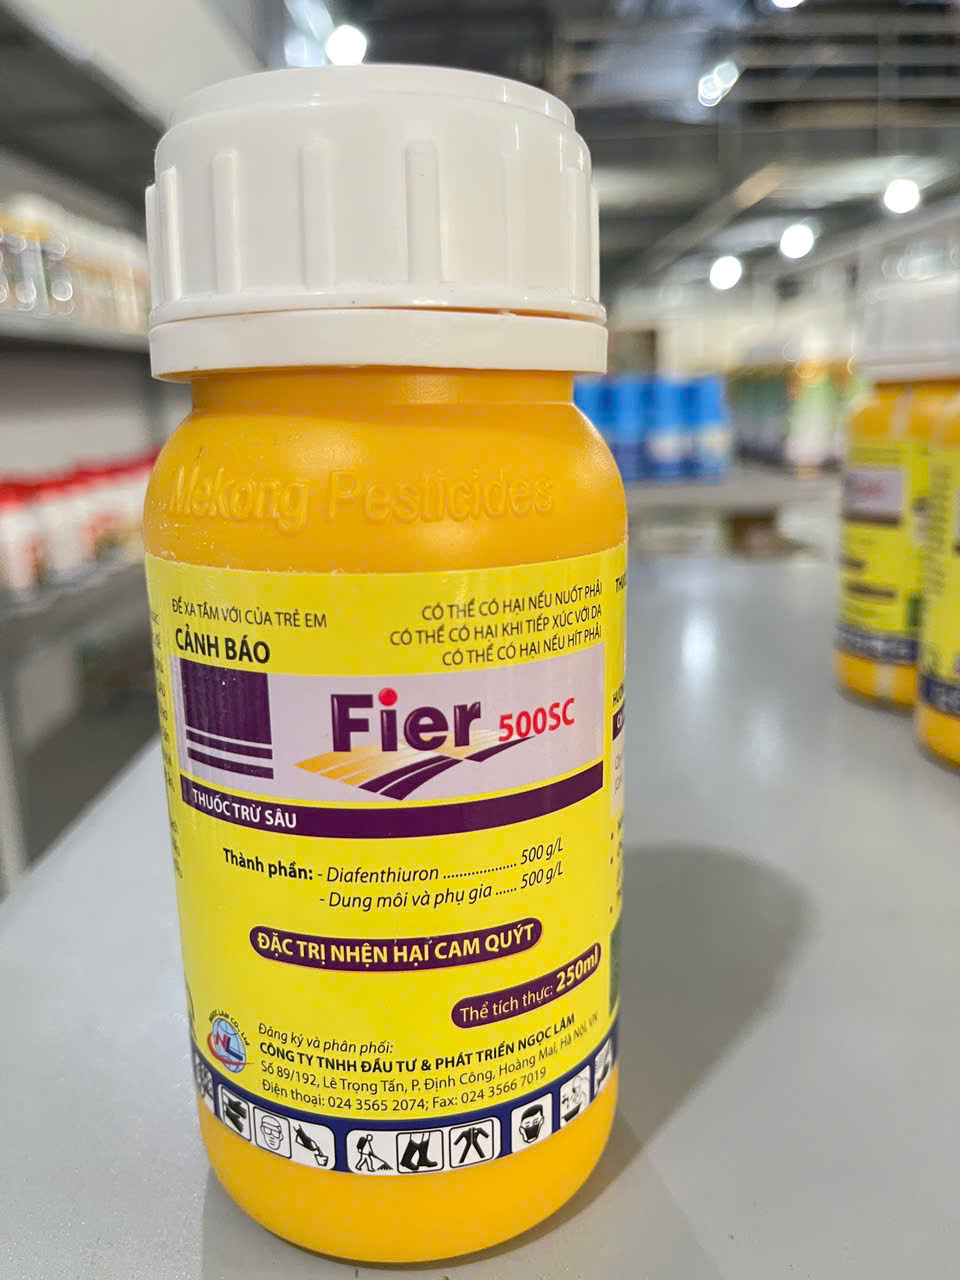 Mekong Pesticides
ĐỂ XA TẦM VỚI CỦA TRẺ EM
CẢNH BÁO
CÓ THỂ CÓ HẠI NẾU NUỐT PHẢI
CÓ THỂ CÓ HẠI KHI TIẾP XÚC VỚI DA
CÓ THỂ CÓ HẠI NẾU HÍT PHẢI
Fier 500SC
THUỐC TRỪ SÂU
Thành phần: - Diafenthiuron .................. 500 g/L
- Dung môi và phụ gia ...... 500 g/L
ĐẶC TRỊ NHỆN HẠI CAM QUÝT
Thể tích thực: 250ml
NGOC LAM CO., Ltd
NL
Đăng ký và phân phối:
CÔNG TY TNHH ĐẦU TƯ & PHÁT TRIỂN NGỌC LÂM
Số 89/192, Lê Trọng Tấn, P. Định Công, Hoàng Mai, Hà Nội, VN
Điện thoại: 024 3565 2074; Fax: 024 3566 7019